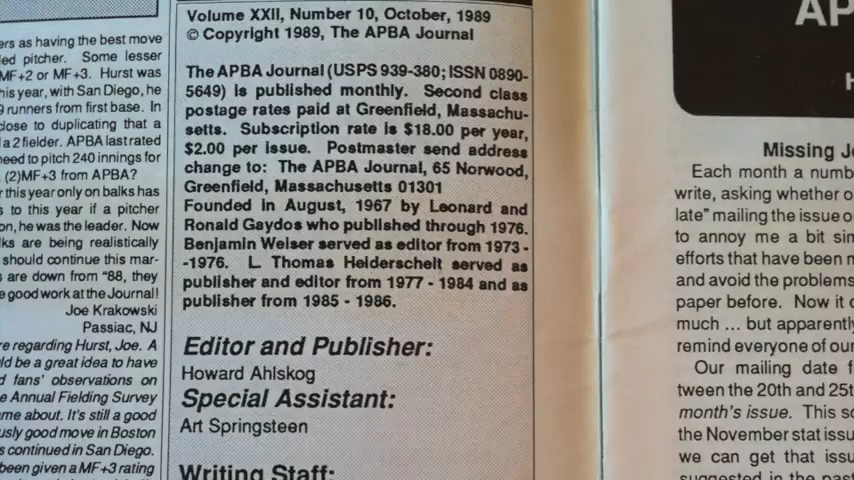 ers as having the best move
pitcher. Some lesser
MF+2 or MF+3. Hurst was
his year, with San Diego, he
runners from first base. In
close to duplicating that a
a 2 fielder. APBA last rated
need to pitch 240 innings for
(2)MF+3 from APBA?
r this year only on balks has
s to this year if a pitcher
on, he was the leader. Now
ks are being realistically
should continue this mar-
s are down from "88, they
e good work at the Journal!
Joe Krakowski
Passiac, NJ
re regarding Hurst, Joe. A
ld be a great idea to have
d fans' observations on
e Annual Fielding Survey
me about. It's still a good
usly good move in Boston
s continued in San Diego.
been given a MF+3 rating
Volume XXII, Number 10, October, 1989
© Copyright 1989, The APBA Journal
The APBA Journal (USPS 939-380; ISSN 0890-
5649) is published monthly. Second class
postage rates paid at Greenfield, Massachu-
setts. Subscription rate is $18.00 per year,
$2.00 per issue. Postmaster send address
change to: The APBA Journal, 65 Norwood,
Greenfield, Massachusetts 01301
Founded in August, 1967 by Leonard and
Ronald Gaydos who published through 1976.
Benjamin Weiser served as editor from 1973 -
-1976. L. Thomas Heiderscheit served as
publisher and editor from 1977 - 1984 and as
publisher from 1985 - 1986.
Editor and Publisher:
Howard Ahlskog
Special Assistant:
Art Springsteen
Writing Staff:
AP
H
Missing Jo
Each month a numb
write, asking whether o
late" mailing the issue o
to annoy me a bit sin
efforts that have been m
and avoid the problems
paper before. Now it c
much ... but apparently
remind everyone of our
Our mailing date f
tween the 20th and 25t
month's issue. This sc
the November stat issu
we can get that issu
suggested in the past